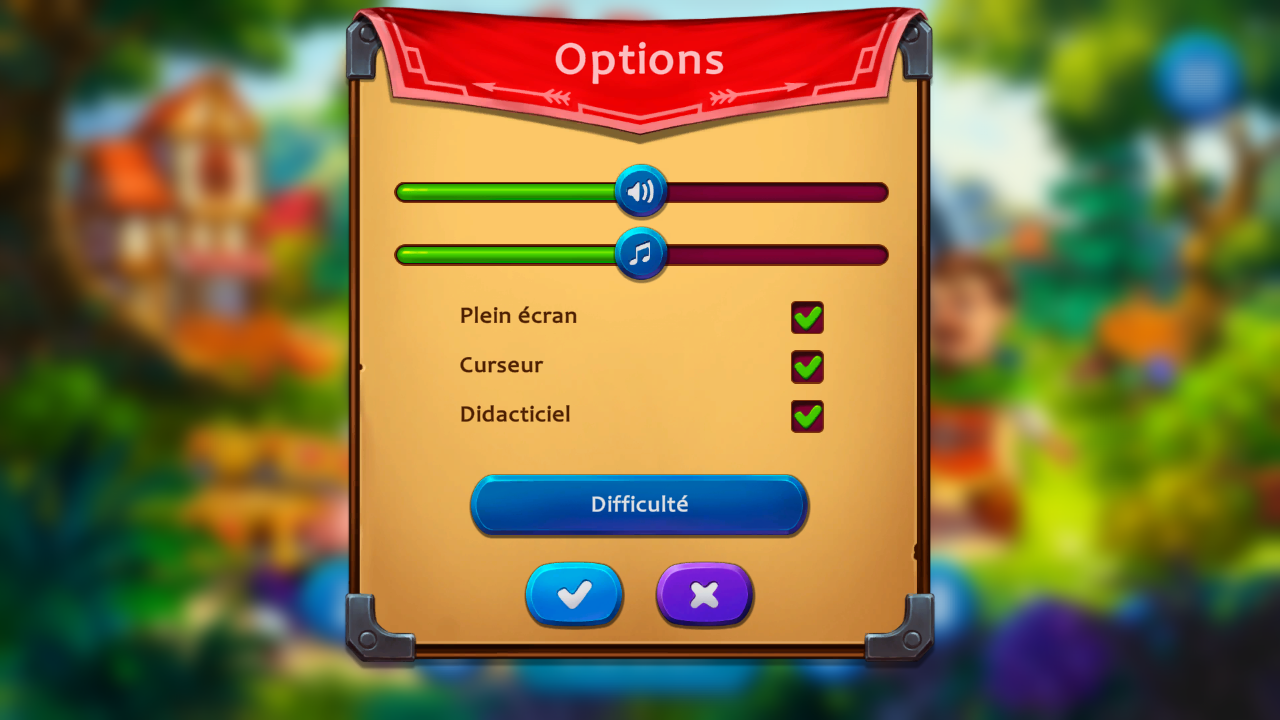 Options
Plein écran
Curseur
Didacticiel
Difficulté